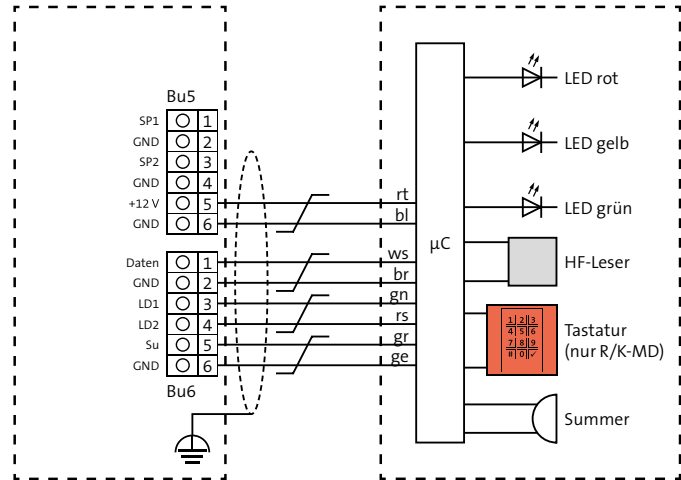 Bu5
SP1 1
GND 2
SP2 3
GND 4
+12 V 5
GND 6
Daten 1
GND 2
LD1 3
LD2 4
Su 5
GND 6
Bu6
rt
bl
ws
br
gn
rs
gr
ge
µC
LED rot
LED gelb
LED grün
HF-Leser
1 2 3
4 5 6
7 8 9
# 0 ✓
Tastatur
(nur R/K-MD)
Summer